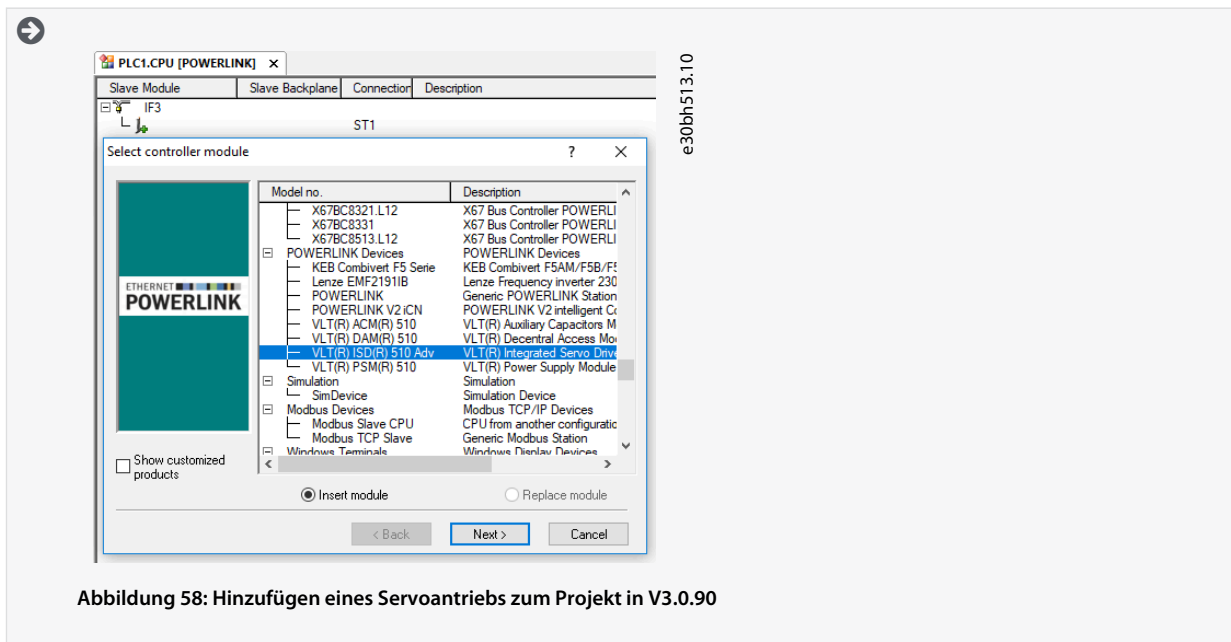 PLC1.CPU [POWERLINK] ×
Slave Module Slave Backplane Connection Description
IF3
ST1
Select controller module ? ×
Model no. Description
X67BC8321.L12 X67 Bus Controller POWERLI
X67BC8331 X67 Bus Controller POWERLI
X67BC8513.L12 X67 Bus Controller POWERLI
POWERLINK Devices POWERLINK Devices
KEB Combivert F5 Serie KEB Combivert F5AM/F5B/F5
Lenze EMF2191IB Lenze Frequency inverter 230
POWERLINK Generic POWERLINK Station
POWERLINK V2 iCN POWERLINK V2 intelligent Co
VLT(R) ACM(R) 510 VLT(R) Auxiliary Capacitors M
VLT(R) DAM(R) 510 VLT(R) Decentral Access Mo
VLT(R) ISD(R) 510 Adv VLT(R) Integrated Servo Drive
VLT(R) PSM(R) 510 VLT(R) Power Supply Module
Simulation Simulation
SimDevice Simulation Device
Modbus Devices Modbus TCP/IP Devices
Modbus Slave CPU CPU from another configuratic
Modbus TCP Slave Generic Modbus Station
Windows Terminals Windows Display Devices
ETHERNET
POWERLINK
Show customized
products
Insert module Replace module
< Back Next > Cancel
e30bh513.10
Abbildung 58: Hinzufügen eines Servoantriebs zum Projekt in V3.0.90